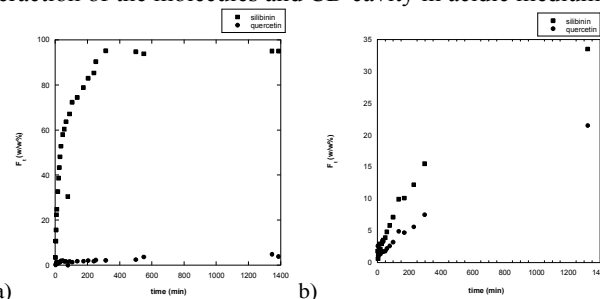 eraction of the molecules and CD cavity in acidic medium
silibinin
quercetin
100
80
60
40
20
0
F t (w/w%)
0 200 400 600 800 1000 1200 1400
time (min)
a)
silibinin
quercetin
35
30
25
20
15
10
5
0
F t (w/w%)
0 200 400 600 800 1000 1200 1400
time (min)
b)